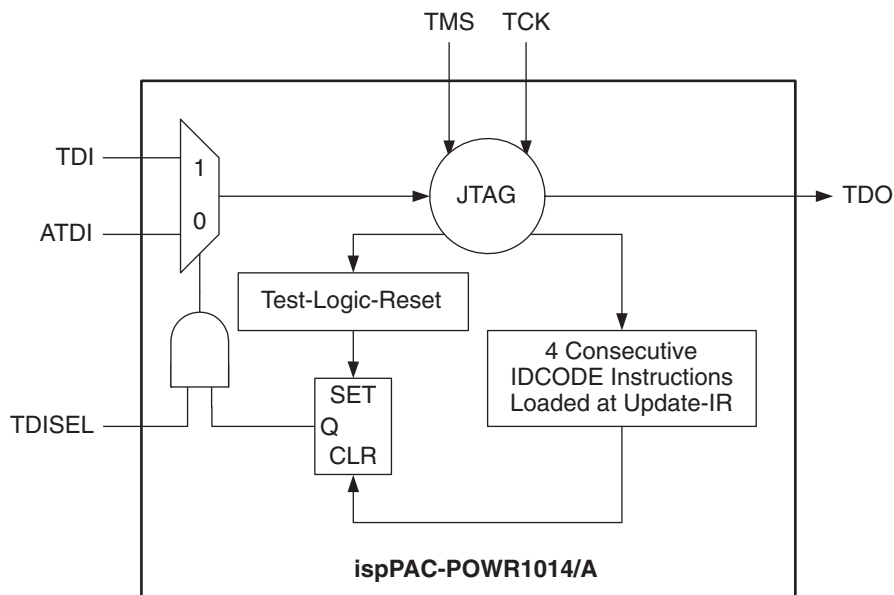 TMS
TCK
TDI
1
JTAG
TDO
ATDI
0
Test-Logic-Reset
4 Consecutive
IDCODE Instructions
Loaded at Update-IR
SET
TDISEL
Q
CLR
ispPAC-POWR1014/A